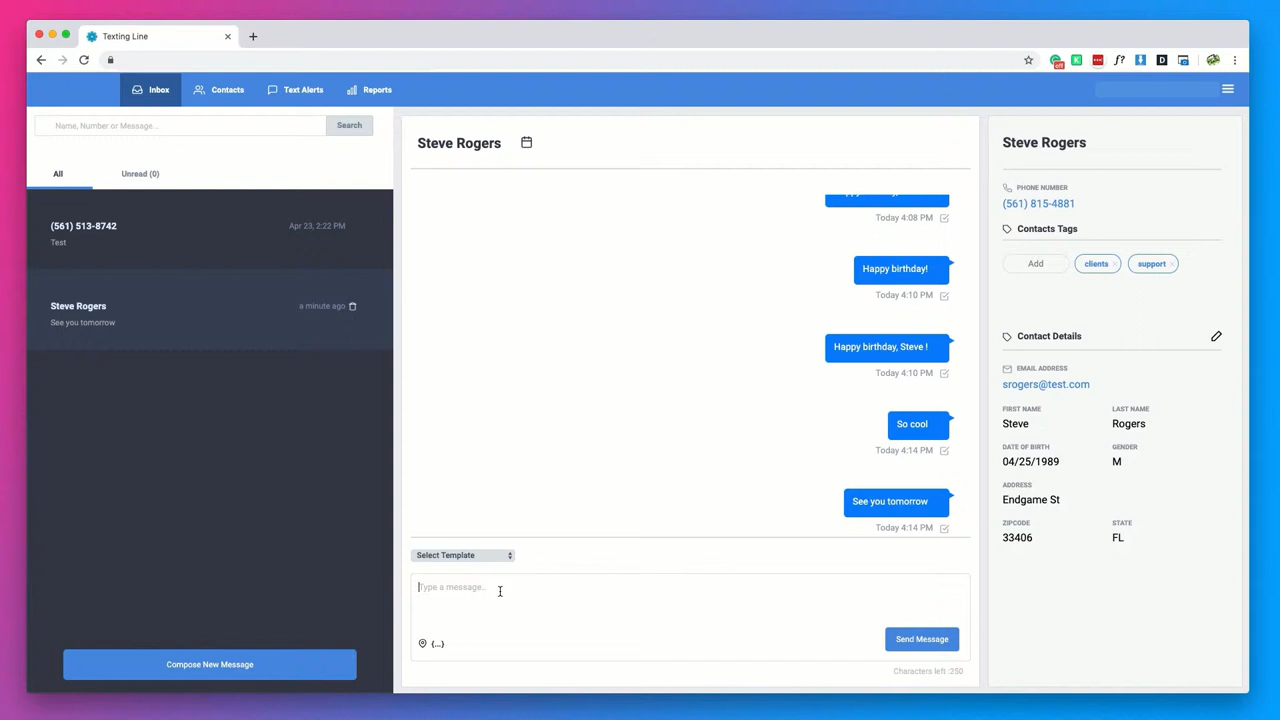 Texting Line
off
f?
D
Inbox
Contacts
Text Alerts
Reports
Name, Number or Message...
Search
All
Unread (0)
(561) 513-8742
Apr 23, 2:22 PM
Test
Steve Rogers
a minute ago
See you tomorrow
Compose New Message
Steve Rogers
Today 4:08 PM
Happy birthday!
Today 4:10 PM
Happy birthday, Steve !
Today 4:10 PM
So cool
Today 4:14 PM
See you tomorrow
Today 4:14 PM
Select Template
Type a message..
{...}
Send Message
Characters left :250
Steve Rogers
PHONE NUMBER
(561) 815-4881
Contacts Tags
Add
clients ×
support ×
Contact Details
EMAIL ADDRESS
srogers@test.com
FIRST NAME
LAST NAME
Steve
Rogers
DATE OF BIRTH
GENDER
04/25/1989
M
ADDRESS
Endgame St
ZIPCODE
STATE
33406
FL